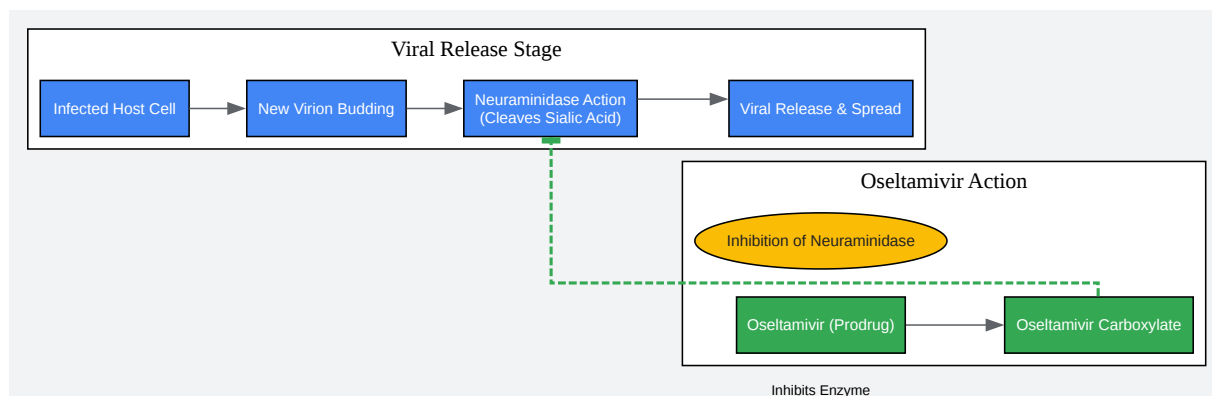 Viral Release Stage
Infected Host Cell
New Virion Budding
Neuraminidase Action
(Cleaves Sialic Acid)
Viral Release & Spread
Oseltamivir Action
Inhibition of Neuraminidase
Oseltamivir (Prodrug)
Oseltamivir Carboxylate
Inhibits Enzyme